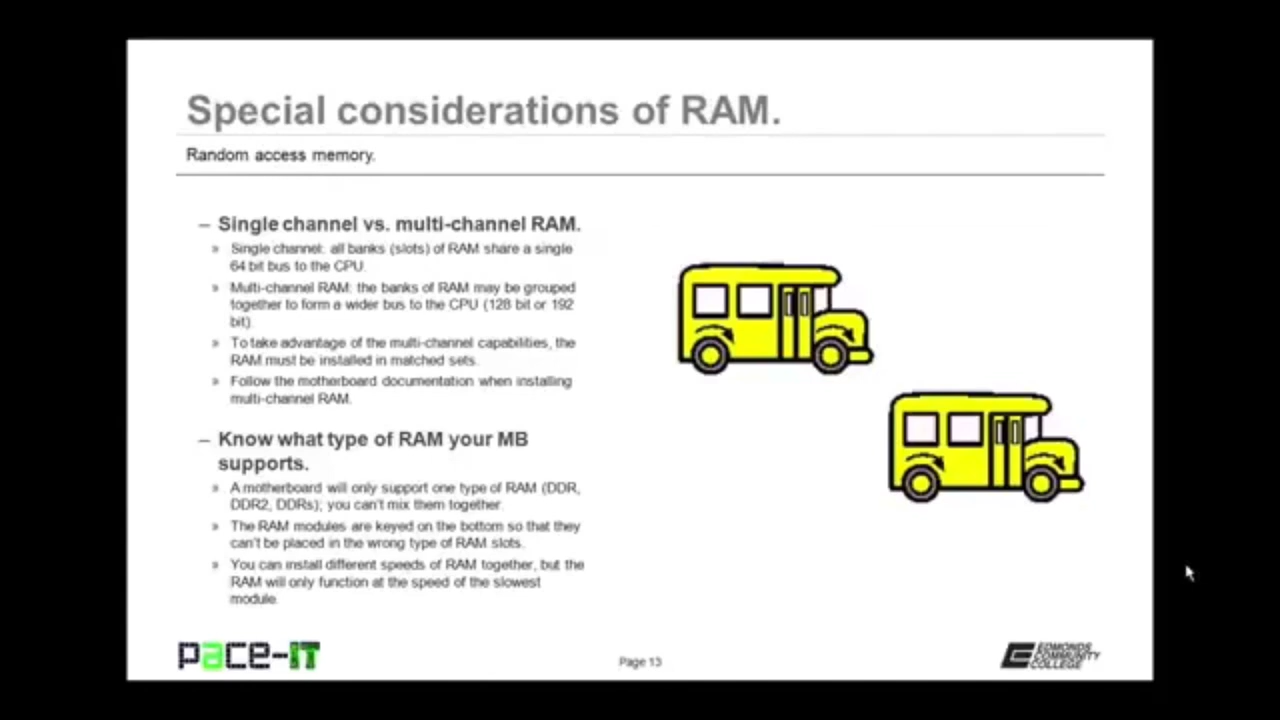 Special considerations of RAM.
Random access memory.
– Single channel vs. multi-channel RAM.
» Single channel: all banks (slots) of RAM share a single
64 bit bus to the CPU.
» Multi-channel RAM: the banks of RAM may be grouped
together to form a wider bus to the CPU (128 bit or 192
bit).
» To take advantage of the multi-channel capabilities, the
RAM must be installed in matched sets.
» Follow the motherboard documentation when installing
multi-channel RAM.
– Know what type of RAM your MB
supports.
» A motherboard will only support one type of RAM (DDR,
DDR2, DDRs); you can't mix them together.
» The RAM modules are keyed on the bottom so that they
can't be placed in the wrong type of RAM slots.
» You can install different speeds of RAM together, but the
RAM will only function at the speed of the slowest
module.
pace-IT
Page 13
EDMONDS
COMMUNITY
COLLEGE